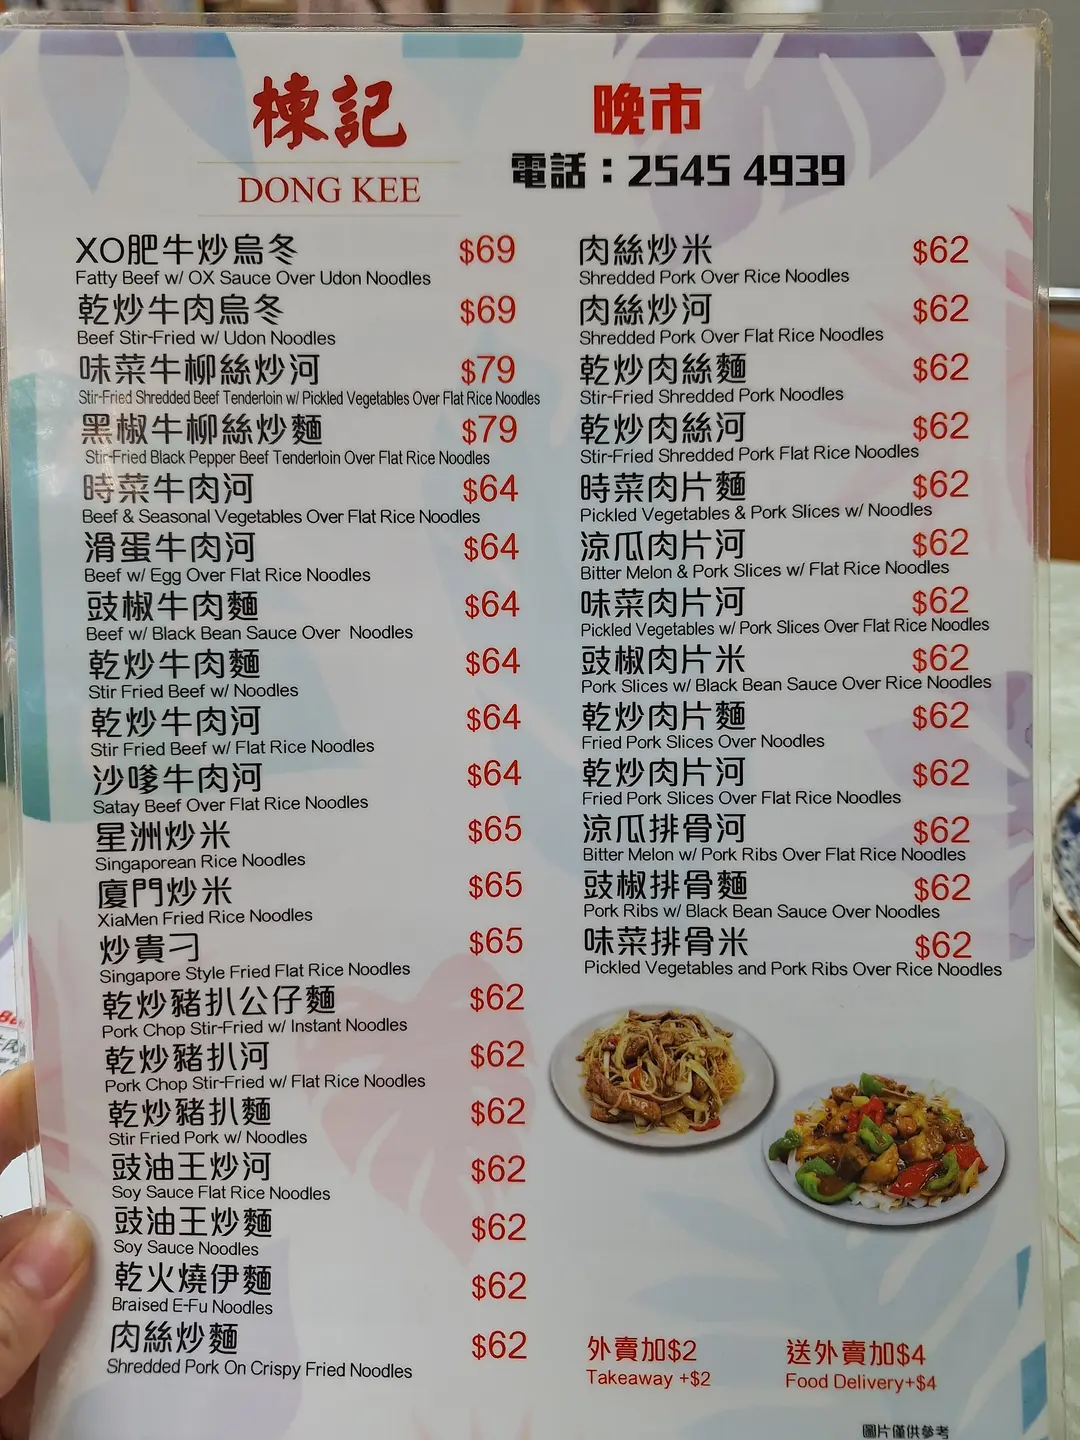 棟記
DONG KEE
晚市
電話：2545 4939
XO肥牛炒烏冬 $69
Fatty Beef w/ OX Sauce Over Udon Noodles
乾炒牛肉烏冬 $69
Beef Stir-Fried w/ Udon Noodles
味菜牛柳絲炒河 $79
Stir-Fried Shredded Beef Tenderloin w/ Pickled Vegetables Over Flat Rice Noodles
黑椒牛柳絲炒麵 $79
Stir-Fried Black Pepper Beef Tenderloin Over Flat Rice Noodles
時菜牛肉河 $64
Beef & Seasonal Vegetables Over Flat Rice Noodles
滑蛋牛肉河 $64
Beef w/ Egg Over Flat Rice Noodles
豉椒牛肉麵 $64
Beef w/ Black Bean Sauce Over Noodles
乾炒牛肉麵 $64
Stir Fried Beef w/ Noodles
乾炒牛肉河 $64
Stir Fried Beef w/ Flat Rice Noodles
沙嗲牛肉河 $64
Satay Beef Over Flat Rice Noodles
星洲炒米 $65
Singaporean Rice Noodles
廈門炒米 $65
XiaMen Fried Rice Noodles
炒貴刁 $65
Singapore Style Fried Flat Rice Noodles
乾炒豬扒公仔麵 $62
Pork Chop Stir-Fried w/ Instant Noodles
乾炒豬扒河 $62
Pork Chop Stir-Fried w/ Flat Rice Noodles
乾炒豬扒麵 $62
Stir Fried Pork w/ Noodles
豉油王炒河 $62
Soy Sauce Flat Rice Noodles
豉油王炒麵 $62
Soy Sauce Noodles
乾火燒伊麵 $62
Braised E-Fu Noodles
肉絲炒麵 $62
Shredded Pork On Crispy Fried Noodles
肉絲炒米 $62
Shredded Pork Over Rice Noodles
肉絲炒河 $62
Shredded Pork Over Flat Rice Noodles
乾炒肉絲麵 $62
Stir-Fried Shredded Pork Noodles
乾炒肉絲河 $62
Stir-Fried Shredded Pork Flat Rice Noodles
時菜肉片麵 $62
Pickled Vegetables & Pork Slices w/ Noodles
涼瓜肉片河 $62
Bitter Melon & Pork Slices w/ Flat Rice Noodles
味菜肉片河 $62
Pickled Vegetables w/ Pork Slices Over Flat Rice Noodles
豉椒肉片米 $62
Pork Slices w/ Black Bean Sauce Over Rice Noodles
乾炒肉片麵 $62
Fried Pork Slices Over Noodles
乾炒肉片河 $62
Fried Pork Slices Over Flat Rice Noodles
涼瓜排骨河 $62
Bitter Melon w/ Pork Ribs Over Flat Rice Noodles
豉椒排骨麵 $62
Pork Ribs w/ Black Bean Sauce Over Noodles
味菜排骨米 $62
Pickled Vegetables and Pork Ribs Over Rice Noodles
外賣加$2
Takeaway +$2
送外賣加$4
Food Delivery+$4
圖片僅供參考